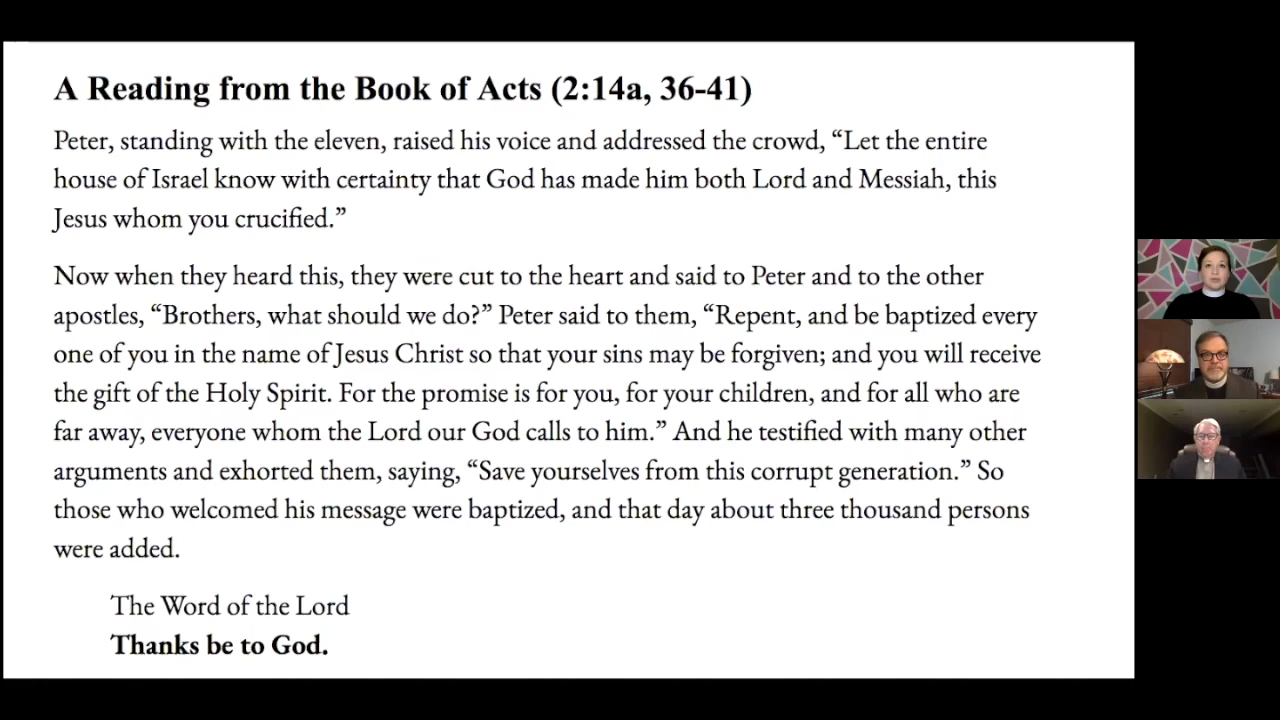 A Reading from the Book of Acts (2:14a, 36-41)
Peter, standing with the eleven, raised his voice and addressed the crowd, “Let the entire
house of Israel know with certainty that God has made him both Lord and Messiah, this
Jesus whom you crucified.”
Now when they heard this, they were cut to the heart and said to Peter and to the other
apostles, “Brothers, what should we do?” Peter said to them, “Repent, and be baptized every
one of you in the name of Jesus Christ so that your sins may be forgiven; and you will receive
the gift of the Holy Spirit. For the promise is for you, for your children, and for all who are
far away, everyone whom the Lord our God calls to him.” And he testified with many other
arguments and exhorted them, saying, “Save yourselves from this corrupt generation.” So
those who welcomed his message were baptized, and that day about three thousand persons
were added.
The Word of the Lord
Thanks be to God.